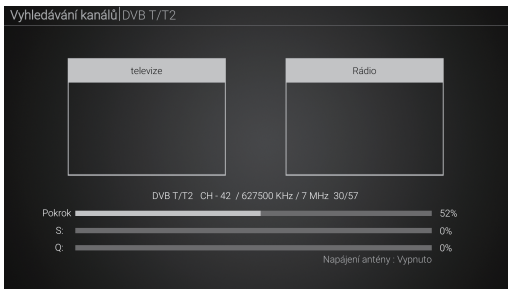 Vyhledávání kanálů|DVB T/T2
televize
Rádio
DVB T/T2 CH - 42 / 627500 KHz / 7 MHz 30/57
Pokrok 52%
S: 0%
Q: 0%
Napájení antény : Vypnuto